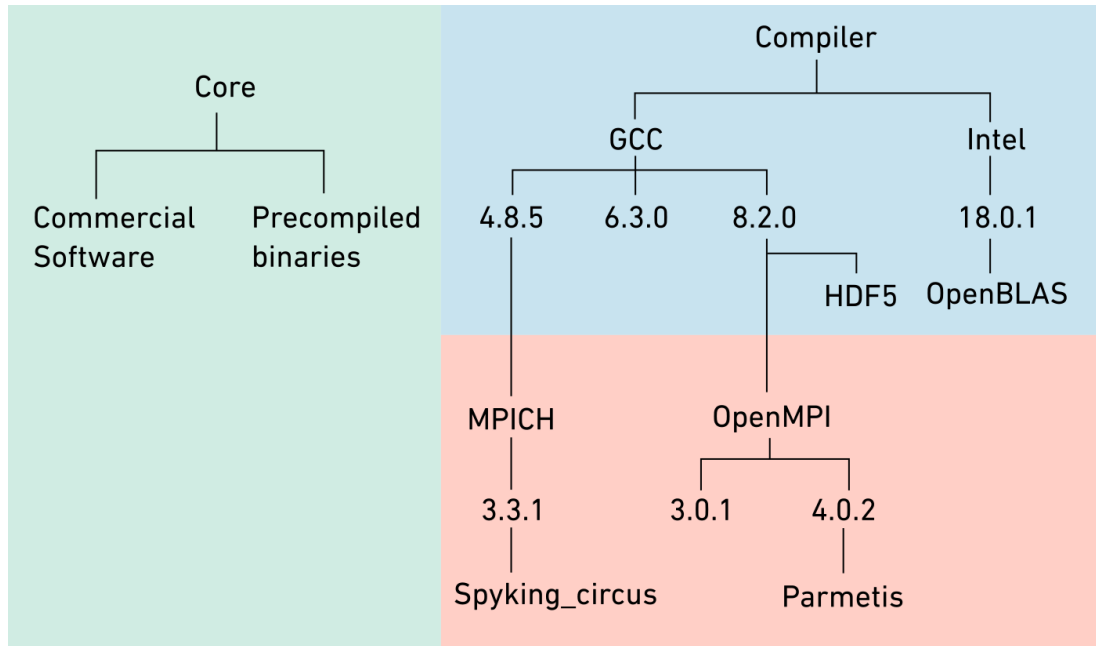 Core
Commercial
Software
Precompiled
binaries
Compiler
GCC
Intel
4.8.5
6.3.0
8.2.0
18.0.1
HDF5
OpenBLAS
MPICH
OpenMPI
3.3.1
3.0.1
4.0.2
Spyking_circus
Parmetis